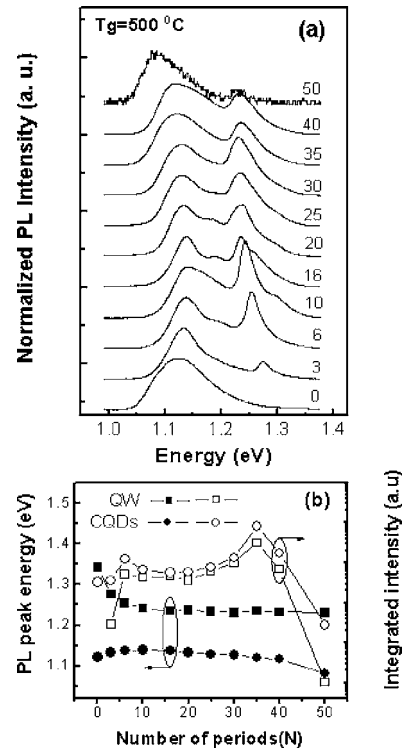 Tg=500 ⁰C
(a)
Normalized PL Intensity (a. u.)
50
40
35
30
25
20
16
10
6
3
0
1.0 1.1 1.2 1.3 1.4
Energy (eV)
(b)
QW
CQDs
PL peak energy (eV)
1.5
1.4
1.3
1.2
1.1
Integrated intensity (a.u)
0 10 20 30 40 50
Number of periods(N)